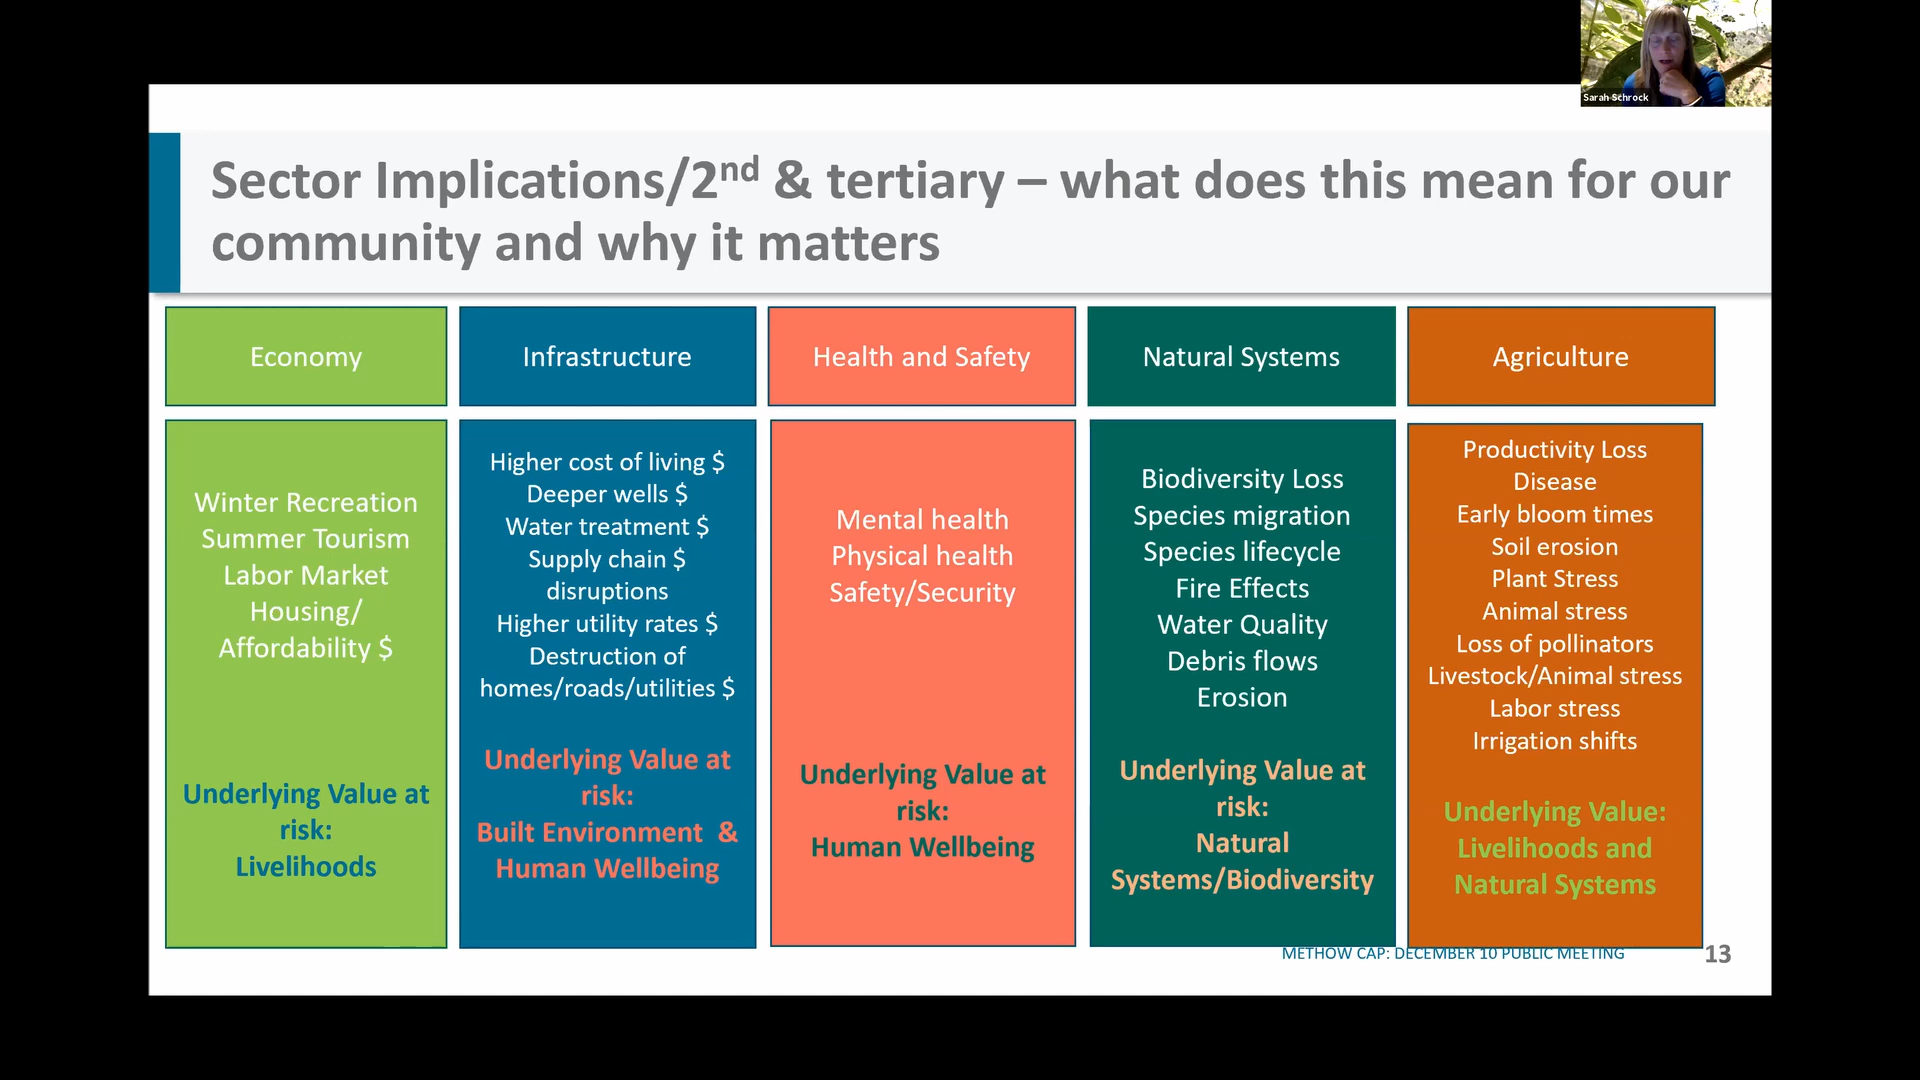 Sarah Schrock
Sector Implications/2nd & tertiary – what does this mean for our
community and why it matters
Economy
Winter Recreation
Summer Tourism
Labor Market
Housing/
Affordability $
Underlying Value at
risk:
Livelihoods
Infrastructure
Higher cost of living $
Deeper wells $
Water treatment $
Supply chain $
disruptions
Higher utility rates $
Destruction of
homes/roads/utilities $
Underlying Value at
risk:
Built Environment &
Human Wellbeing
Health and Safety
Mental health
Physical health
Safety/Security
Underlying Value at
risk:
Human Wellbeing
Natural Systems
Biodiversity Loss
Species migration
Species lifecycle
Fire Effects
Water Quality
Debris flows
Erosion
Underlying Value at
risk:
Natural
Systems/Biodiversity
Agriculture
Productivity Loss
Disease
Early bloom times
Soil erosion
Plant Stress
Animal stress
Loss of pollinators
Livestock/Animal stress
Labor stress
Irrigation shifts
Underlying Value:
Livelihoods and
Natural Systems
METHOW CAP: DECEMBER 10 PUBLIC MEETING
13